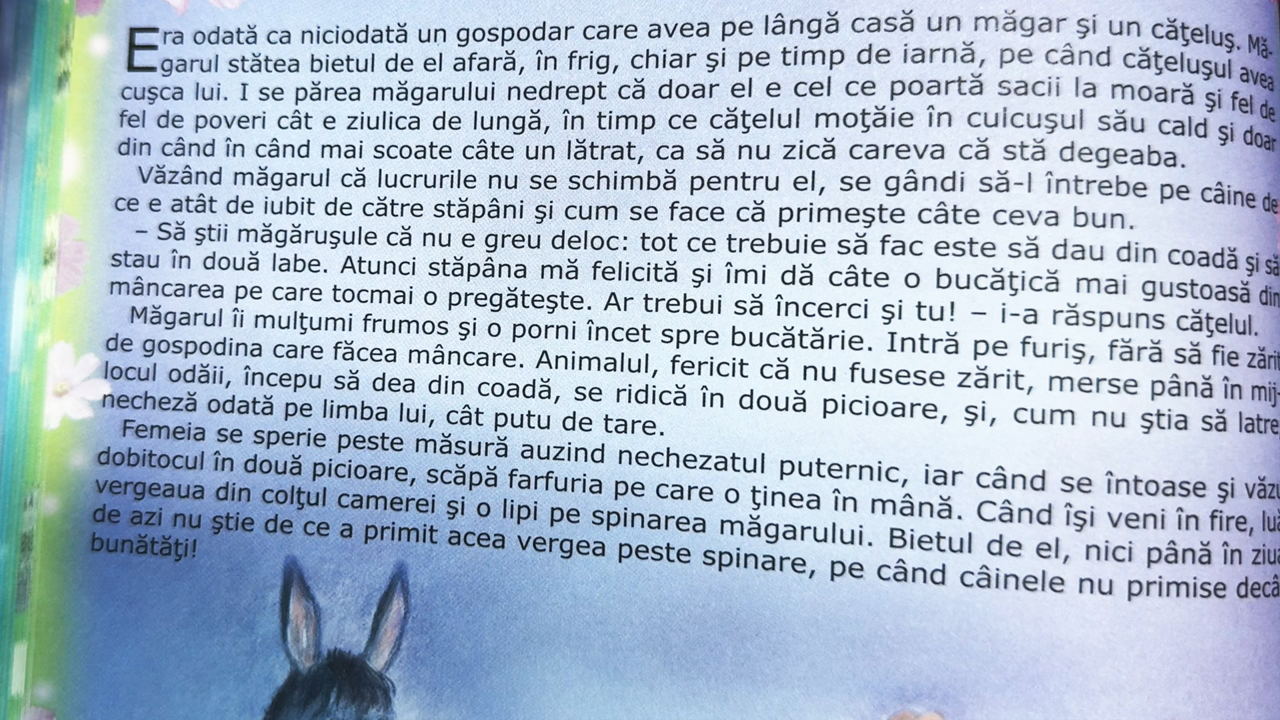 Era odată ca niciodată un gospodar care avea pe lângă casă un măgar şi un căţeluş. Mă-
garul stătea bietul de el afară, în frig, chiar şi pe timp de iarnă, pe când căţeluşul avea
cuşca lui. I se părea măgarului nedrept că doar el e cel ce poartă sacii la moară şi fel de
fel de poveri cât e ziulica de lungă, în timp ce căţelul moţăie în culcuşul său cald şi doar
din când în când mai scoate câte un lătrat, ca să nu zică careva că stă degeaba.
Văzând măgarul că lucrurile nu se schimbă pentru el, se gândi să-l întrebe pe câine de
ce e atât de iubit de către stăpâni şi cum se face că primeşte câte ceva bun.
– Să ştii măgăruşule că nu e greu deloc: tot ce trebuie să fac este să dau din coadă şi să
stau în două labe. Atunci stăpâna mă felicită şi îmi dă câte o bucăţică mai gustoasă din
mâncarea pe care tocmai o pregăteşte. Ar trebui să încerci şi tu! – i-a răspuns căţelul.
Măgarul îi mulţumi frumos şi o porni încet spre bucătărie. Intră pe furiş, fără să fie zărit
de gospodina care făcea mâncare. Animalul, fericit că nu fusese zărit, merse până în mij-
locul odăii, începu să dea din coadă, se ridică în două picioare, şi, cum nu ştia să latre
necheză odată pe limba lui, cât putu de tare.
Femeia se sperie peste măsură auzind nechezatul puternic, iar când se întoase şi văzu
dobitocul în două picioare, scăpă farfuria pe care o ţinea în mână. Când îşi veni în fire, lu
vergeaua din colţul camerei şi o lipi pe spinarea măgarului. Bietul de el, nici până în ziua
de azi nu ştie de ce a primit acea vergea peste spinare, pe când câinele nu primise decâ
bunătăţi!